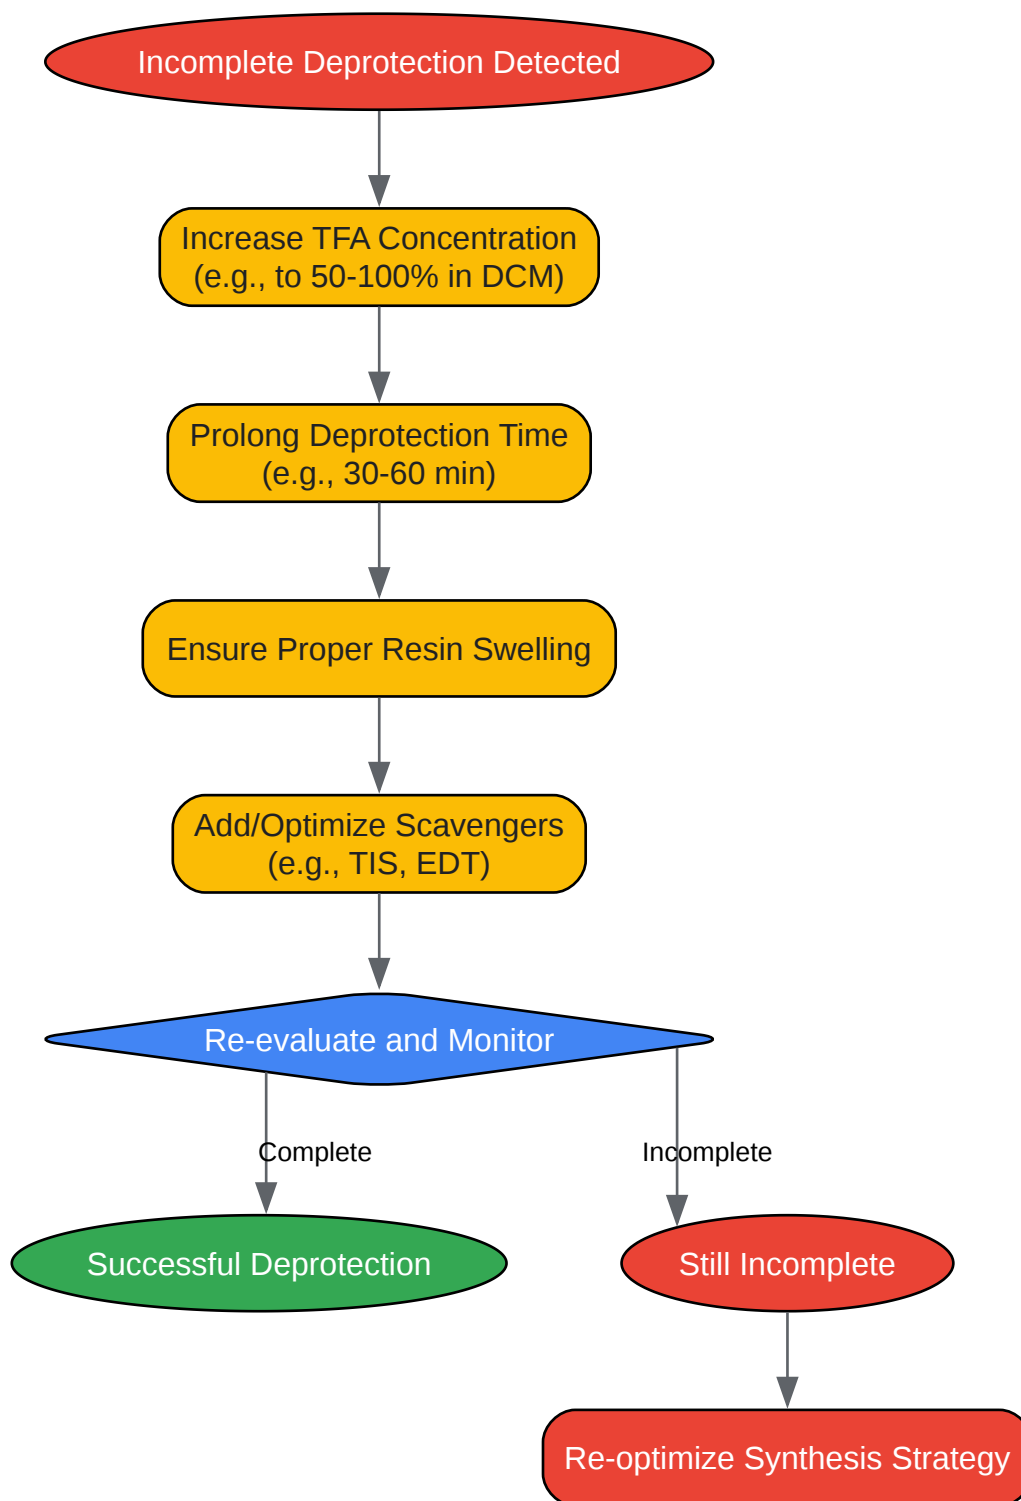 Incomplete Deprotection Detected
Increase TFA Concentration
(e.g., to 50-100% in DCM)
Prolong Deprotection Time
(e.g., 30-60 min)
Ensure Proper Resin Swelling
Add/Optimize Scavengers
(e.g., TIS, EDT)
Re-evaluate and Monitor
Complete
Incomplete
Successful Deprotection
Still Incomplete
Re-optimize Synthesis Strategy